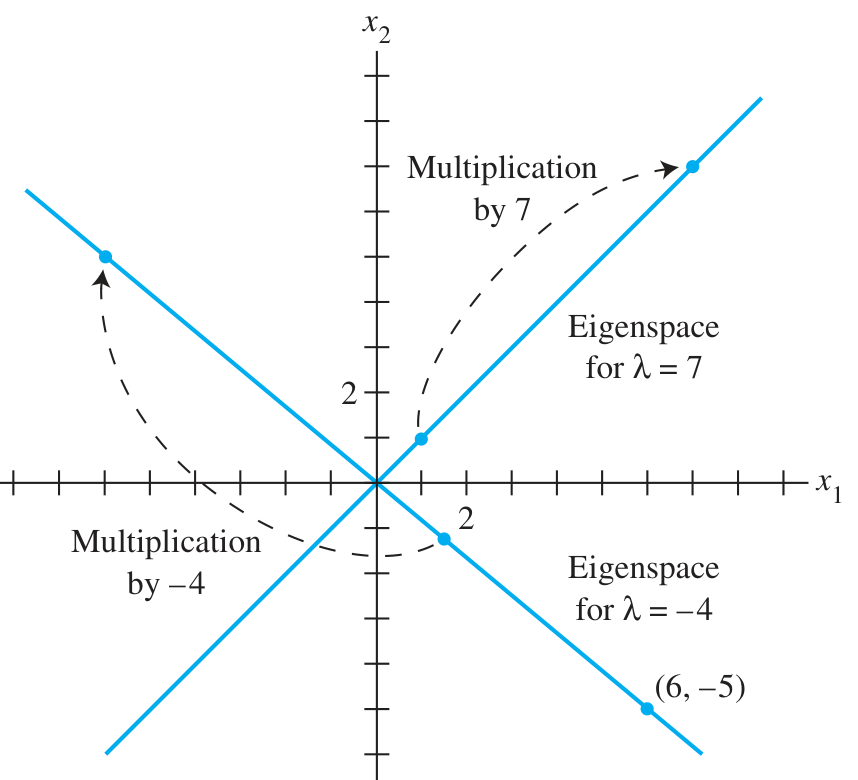 x₂
Multiplication
by 7
Eigenspace
for λ = 7
2
x₁
2
Multiplication
by –4
Eigenspace
for λ = –4
(6, –5)